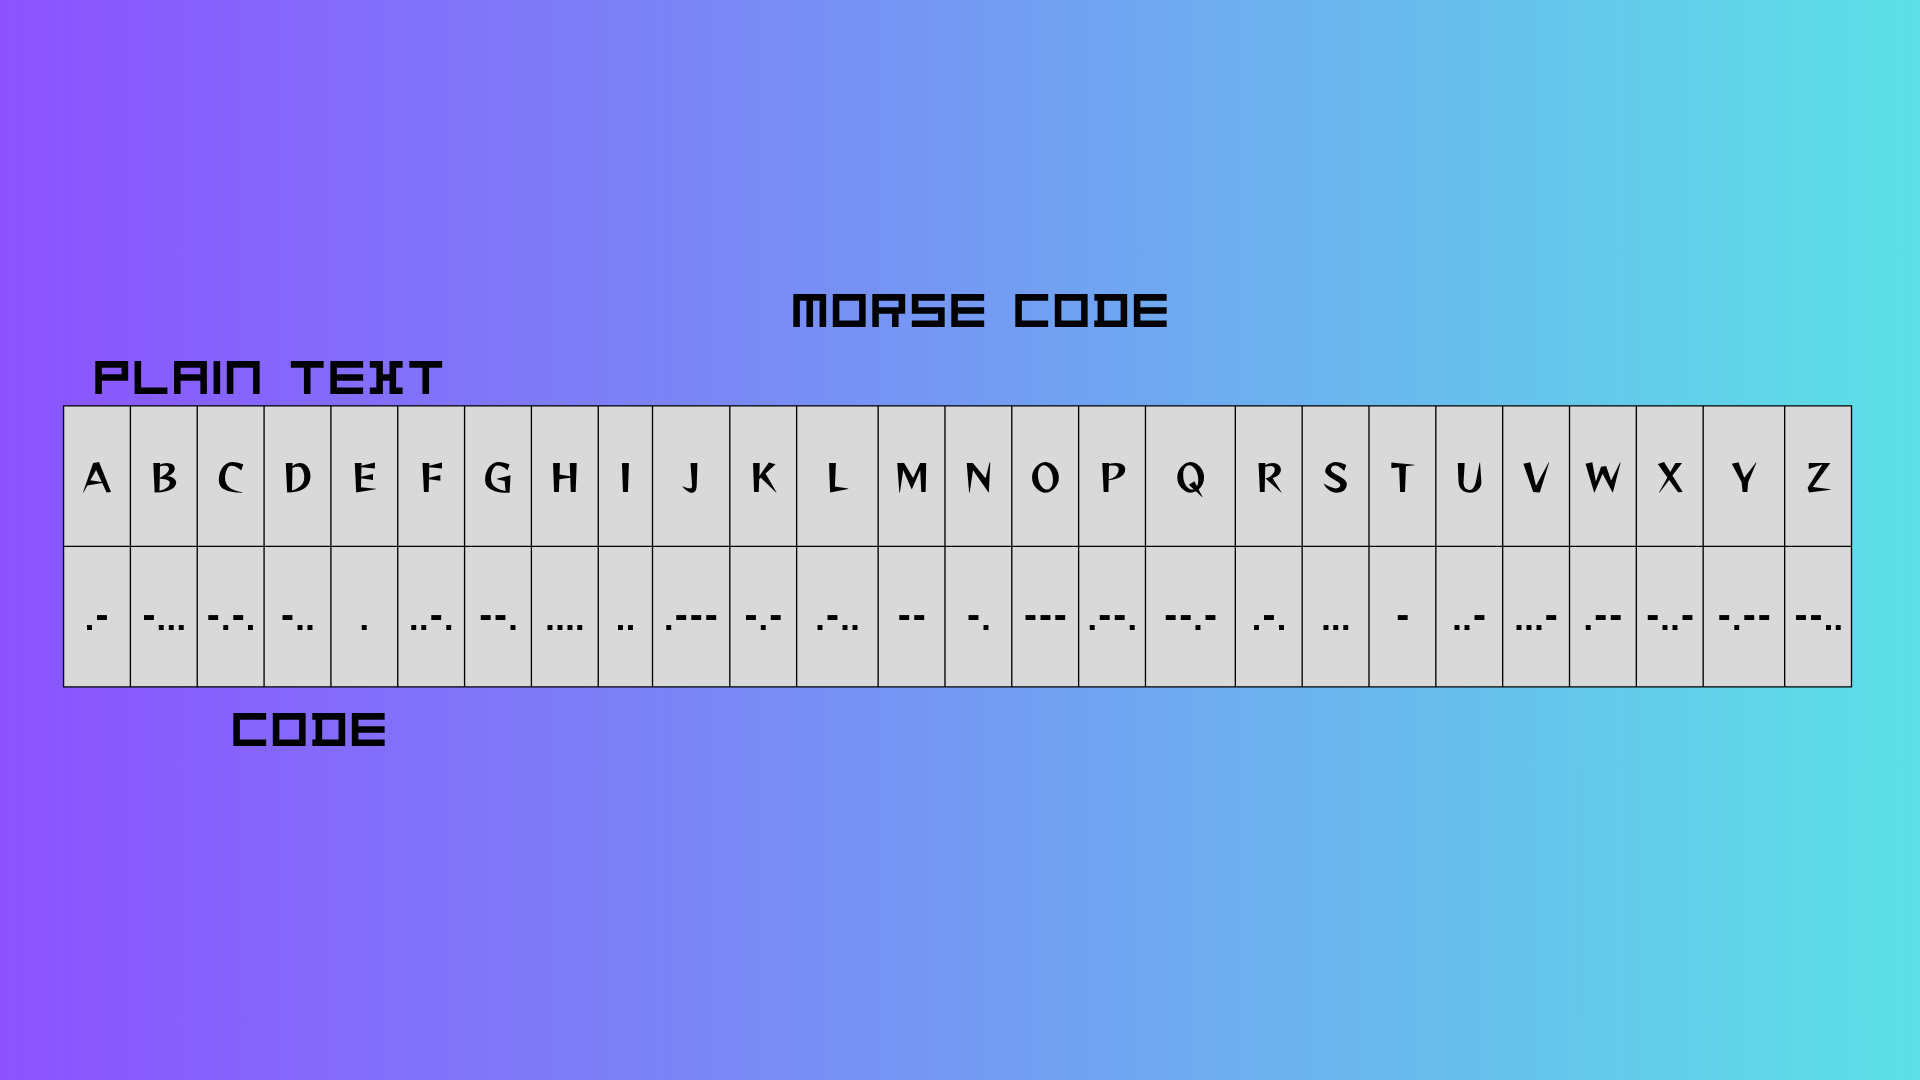 MORSE CODE
PLAIN TEXT
A B C D E F G H I J K L M N O P Q R S T U V W X Y Z
.- -... -.-. -.. . ..-. --. .... .. .--- -.- .-.. -- -. --- .--. --.- .-. ... - ..- ...- .-- -..- -.-- --..
CODE